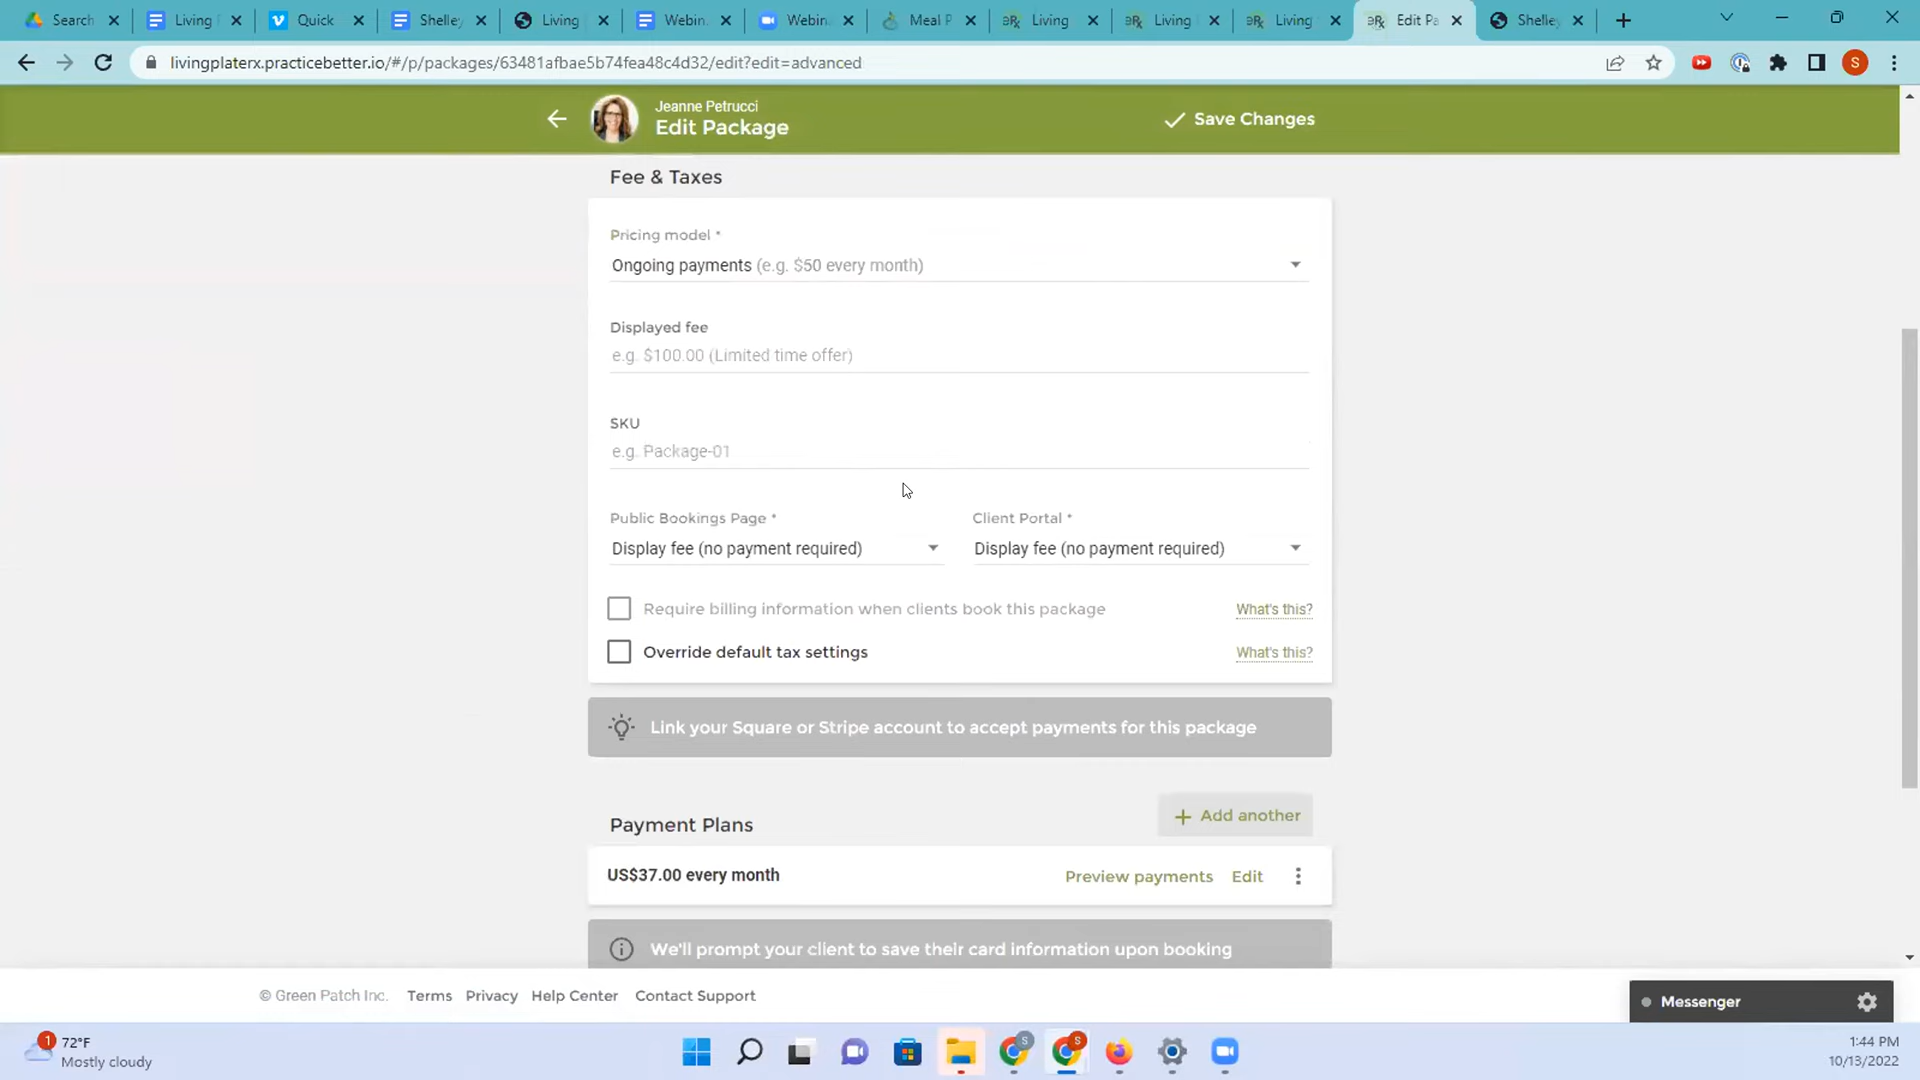 Search
Living
Quick
Shelley
Living
Webin
Webin
Meal P
Living
Living
Living
Edit Pa
Shelley
livingplaterx.practicebetter.io/#/p/packages/63481afbae5b74fea48c4d32/edit?edit=advanced
S
Jeanne Petrucci
Edit Package
Save Changes
Fee & Taxes
Pricing model *
Ongoing payments (e.g. $50 every month)
Displayed fee
e.g. $100.00 (Limited time offer)
SKU
e.g. Package-01
Public Bookings Page * Client Portal *
Display fee (no payment required) Display fee (no payment required)
Require billing information when clients book this package What's this?
Override default tax settings What's this?
Link your Square or Stripe account to accept payments for this package
Payment Plans + Add another
US$37.00 every month Preview payments Edit
We'll prompt your client to save their card information upon booking
© Green Patch Inc. Terms Privacy Help Center Contact Support
Messenger
1 72°F
Mostly cloudy
S S
1:44 PM
10/13/2022